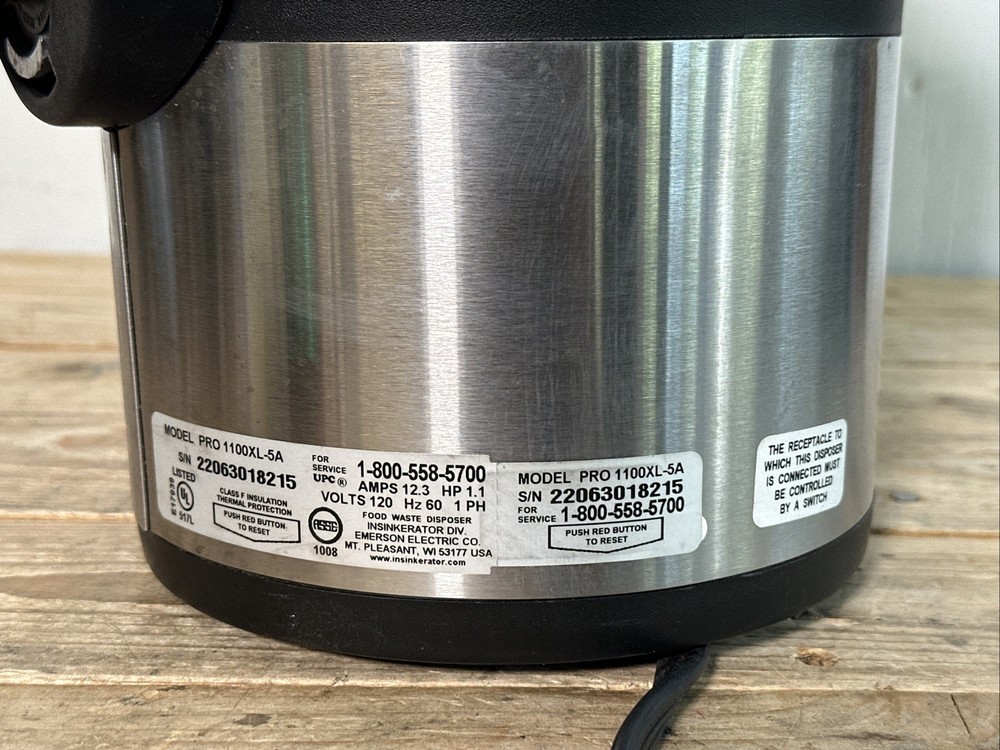 MODEL PRO 1100XL-5A
S/N 22063018215
LISTED
UL
517L
CLASS F INSULATION
THERMAL PROTECTION
PUSH RED BUTTON
TO RESET
FOR
SERVICE 1-800-558-5700
UPC® AMPS 12.3 HP 1.1
VOLTS 120 Hz 60 1 PH
FOOD WASTE DISPOSER
INSINKERATOR DIV.
EMERSON ELECTRIC CO.
MT. PLEASANT, WI 53177 USA
www.insinkerator.com
ASSE
1008
MODEL PRO 1100XL-5A
S/N 22063018215
FOR
SERVICE 1-800-558-5700
PUSH RED BUTTON
TO RESET
THE RECEPTACLE TO
WHICH THIS DISPOSER
IS CONNECTED MUST
BE CONTROLLED
BY A SWITCH